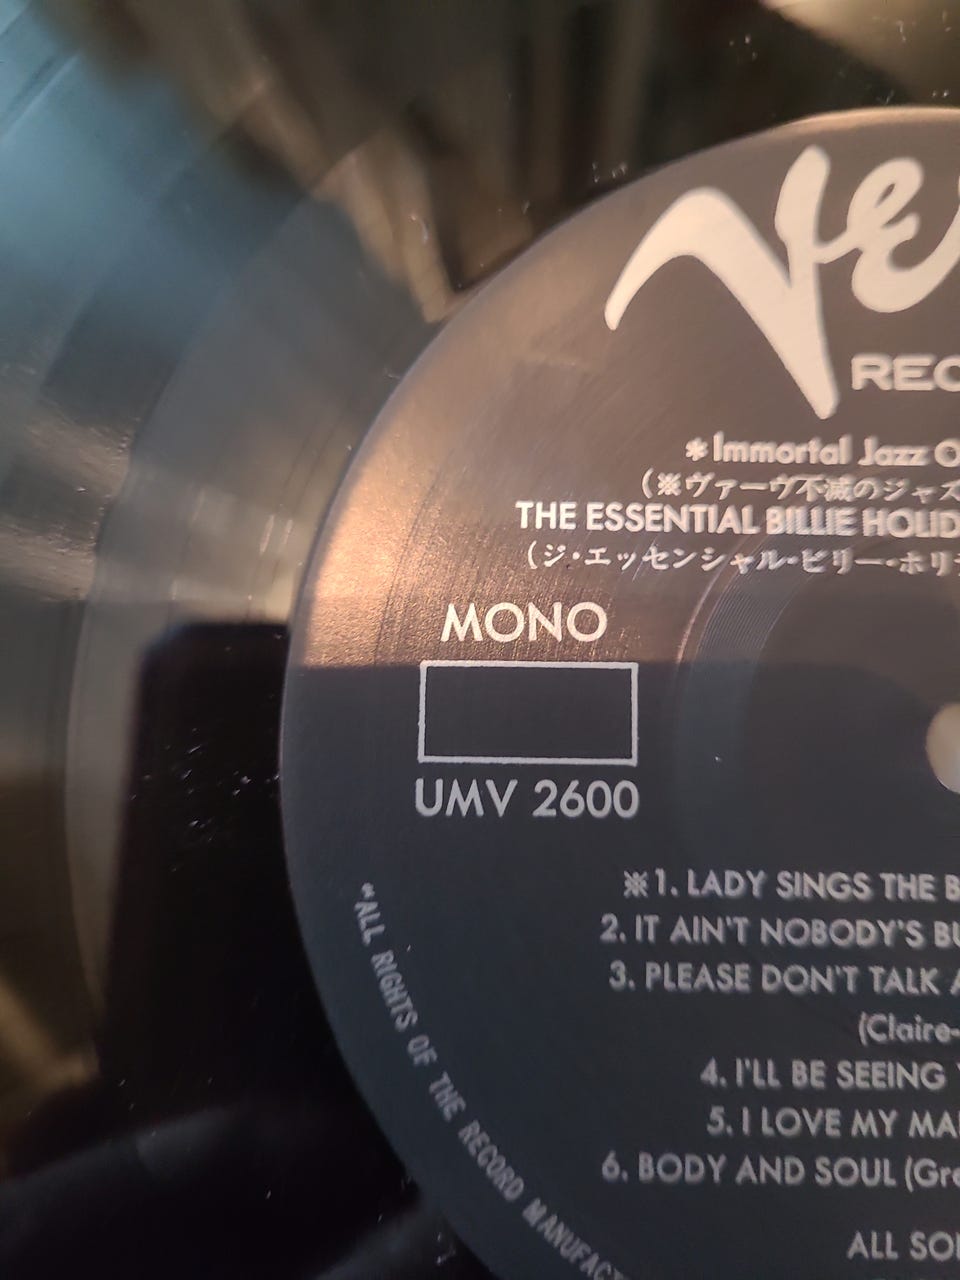 Ve
REC
*Immortal Jazz O
(※ヴァーヴ不滅のジャズ
THE ESSENTIAL BILLIE HOLID
(ジ・エッセンシャル・ビリー・ホリデ
MONO
UMV 2600
※1. LADY SINGS THE B
2. IT AIN'T NOBODY'S BU
3. PLEASE DON'T TALK A
(Claire-
4. I'LL BE SEEING Y
5. I LOVE MY MA
6. BODY AND SOUL (Gre
ALL SO
"ALL RIGHTS OF THE RECORD MANUFACT